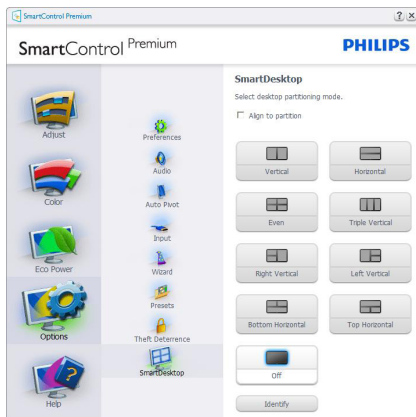 SmartControl Premium
SmartControl Premium
PHILIPS
Adjust
Color
Eco Power
Options
Help
Preferences
Audio
Auto Pivot
Input
Wizard
Presets
Theft Deterrence
SmartDesktop
SmartDesktop
Select desktop partitioning mode.
Align to partition
Vertical
Horizontal
Even
Triple Vertical
Right Vertical
Left Vertical
Bottom Horizontal
Top Horizontal
Off
Identify